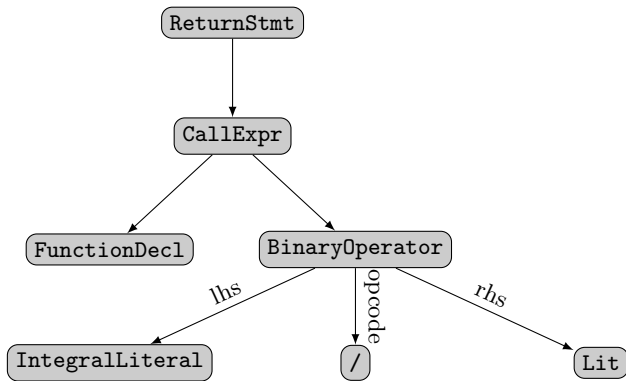 ReturnStmt
CallExpr
FunctionDecl
BinaryOperator
lhs
opcode
rhs
IntegralLiteral
/
Lit